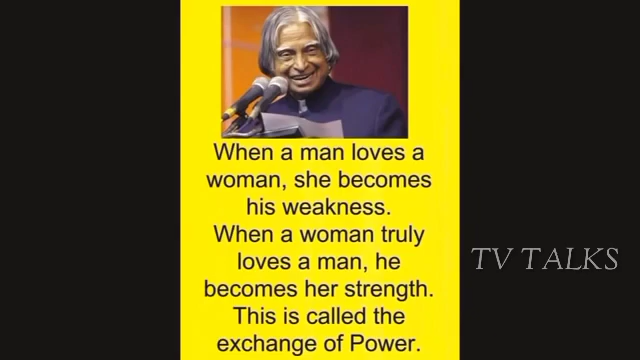 When a man loves a
woman, she becomes
his weakness.
When a woman truly
loves a man, he
becomes her strength.
This is called the
exchange of Power.
TV TALKS